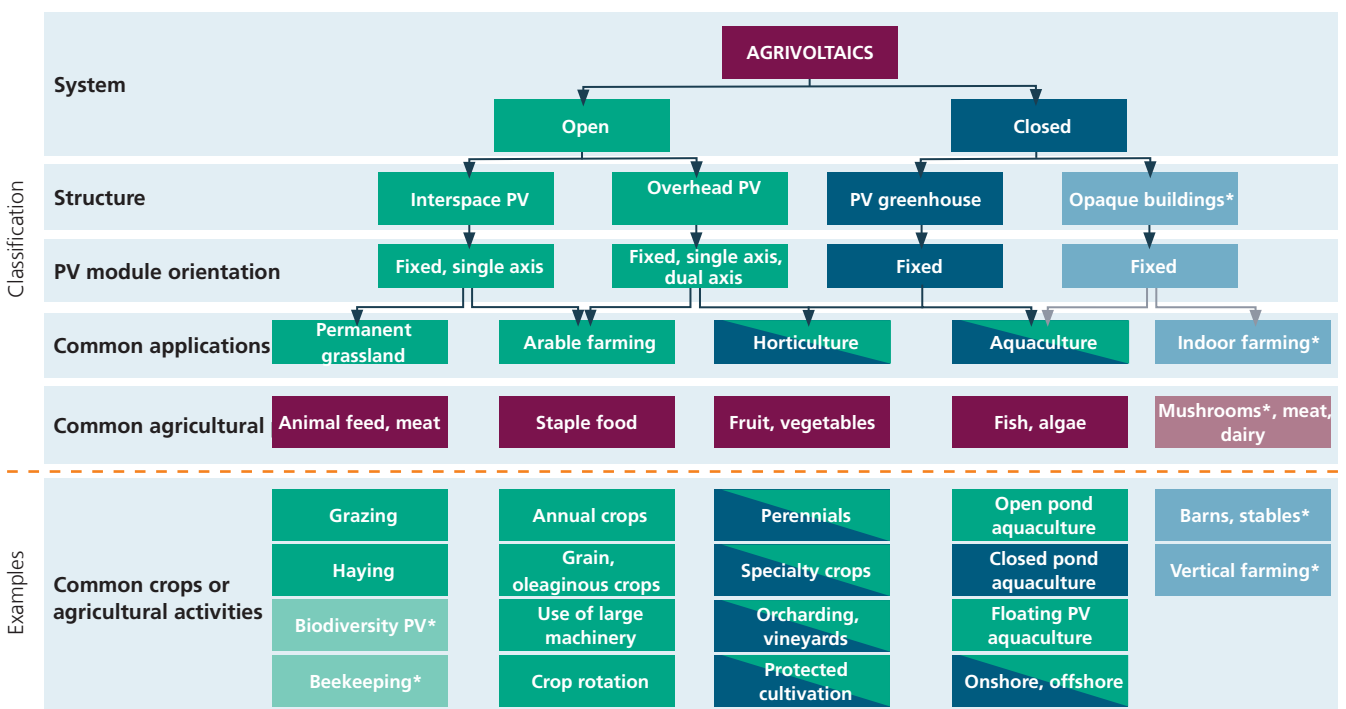 Classification
System
AGRIVOLTAICS
Open
Closed
Structure
Interspace PV
Overhead PV
PV greenhouse
Opaque buildings*
PV module orientation
Fixed, single axis
Fixed, single axis,
dual axis
Fixed
Fixed
Common applications
Permanent
grassland
Arable farming
Horticulture
Aquaculture
Indoor farming*
Common agricultural
Animal feed, meat
Staple food
Fruit, vegetables
Fish, algae
Mushrooms*, meat,
dairy
Examples
Common crops or
agricultural activities
Grazing
Annual crops
Perennials
Open pond
aquaculture
Barns, stables*
Haying
Grain,
oleaginous crops
Specialty crops
Closed pond
aquaculture
Vertical farming*
Biodiversity PV*
Use of large
machinery
Orcharding,
vineyards
Floating PV
aquaculture
Beekeeping*
Crop rotation
Protected
cultivation
Onshore, offshore